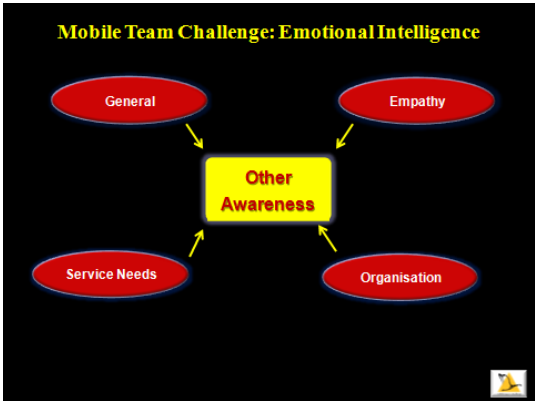 Mobile Team Challenge: Emotional Intelligence
General
Empathy
Other
Awareness
Service Needs
Organisation